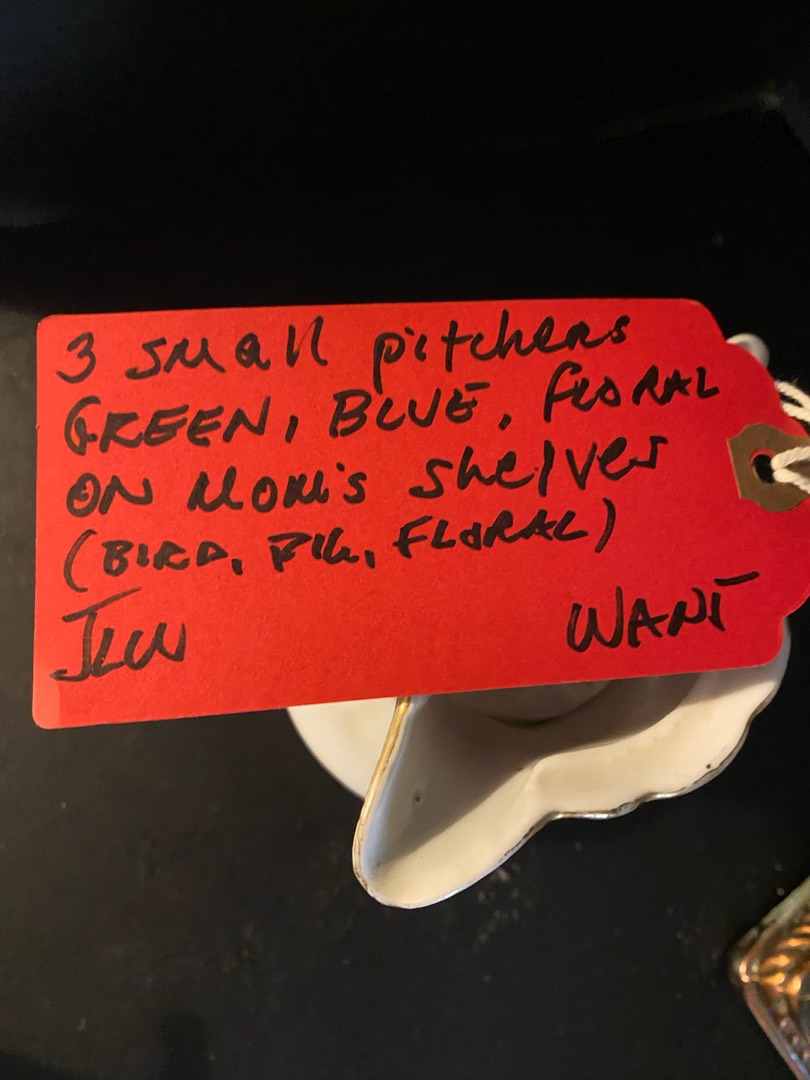 3 small pitchers
GREEN, BLUE, FLORAL
ON MOM's shelves
(BIRD, PIG, FLORAL)
JLW WANT